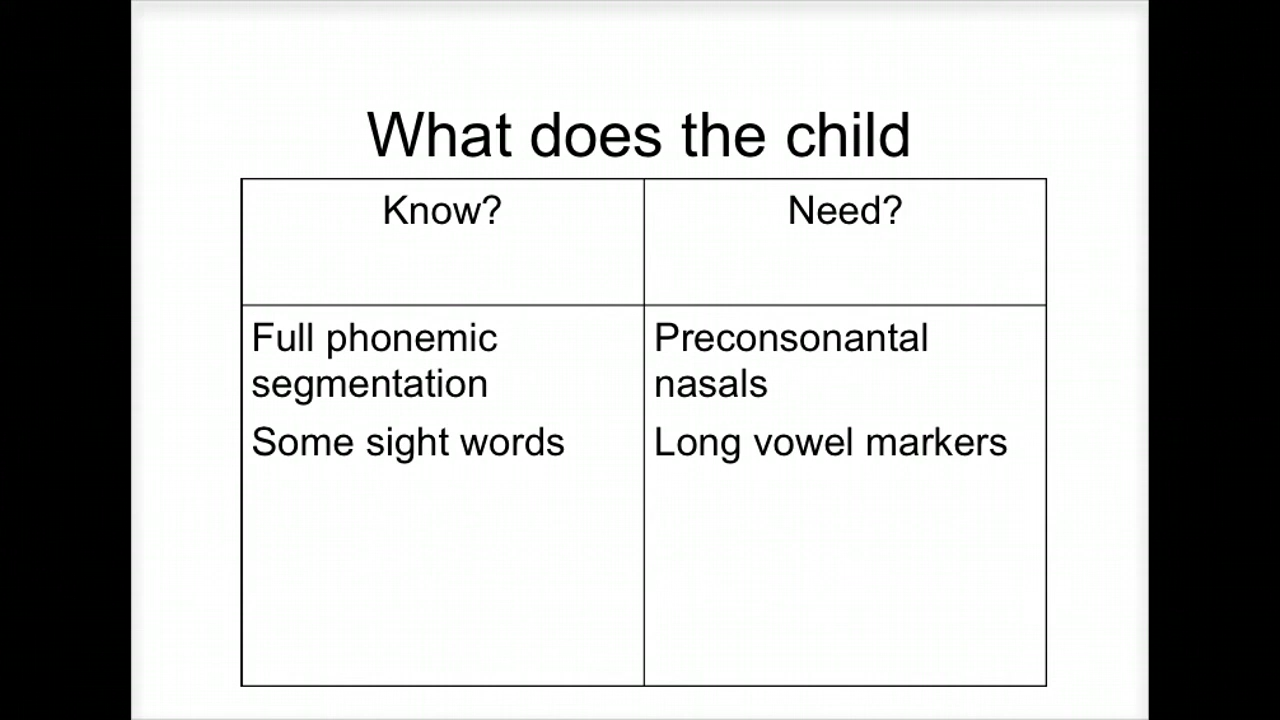 What does the child
Know?
Need?
Full phonemic
segmentation
Some sight words
Preconsonantal
nasals
Long vowel markers